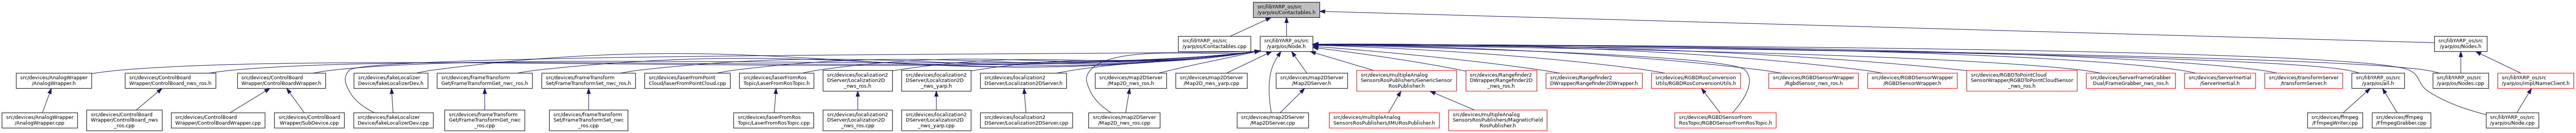 src/libYARP_os/src
/yarp/os/Contactables.h
src/libYARP_os/src
/yarp/os/Contactables.cpp
src/libYARP_os/src
/yarp/os/Node.h
src/libYARP_os/src
/yarp/os/Nodes.h
src/devices/AnalogWrapper
/AnalogWrapper.h
src/devices/ControlBoard
Wrapper/ControlBoard_nws_ros.h
src/devices/ControlBoard
Wrapper/ControlBoardWrapper.h
src/devices/fakeLocalizer
Device/fakeLocalizerDev.h
src/devices/frameTransform
Get/FrameTransformGet_nwc_ros.h
src/devices/frameTransform
Set/FrameTransformSet_nwc_ros.h
src/devices/laserFromPoint
Cloud/laserFromPointCloud.cpp
src/devices/laserFromRos
Topic/LaserFromRosTopic.h
src/devices/localization2
DServer/Localization2D
_nws_ros.h
src/devices/localization2
DServer/Localization2D
_nws_yarp.h
src/devices/localization2
DServer/Localization2DServer.h
src/devices/map2DServer
/Map2D_nws_ros.h
src/devices/map2DServer
/Map2D_nws_yarp.cpp
src/devices/map2DServer
/Map2DServer.h
src/devices/multipleAnalog
SensorsRosPublishers/GenericSensor
RosPublisher.h
src/devices/Rangefinder2
DWrapper/Rangefinder2D
_nws_ros.h
src/devices/Rangefinder2
DWrapper/Rangefinder2DWrapper.h
src/devices/RGBDRosConversion
Utils/RGBDRosConversionUtils.h
src/devices/RGBDSensorWrapper
/RgbdSensor_nws_ros.h
src/devices/RGBDSensorWrapper
/RGBDSensorWrapper.h
src/devices/RGBDToPointCloud
SensorWrapper/RGBDToPointCloudSensor
_nws_ros.h
src/devices/ServerFrameGrabber
Dual/FrameGrabber_nws_ros.h
src/devices/ServerInertial
/ServerInertial.h
src/devices/transformServer
/transformServer.h
src/libYARP_os/src
/yarp/os/all.h
src/libYARP_os/src
/yarp/os/Nodes.cpp
src/libYARP_os/src
/yarp/os/impl/NameClient.h
src/devices/AnalogWrapper
/AnalogWrapper.cpp
src/devices/ControlBoard
Wrapper/ControlBoard_nws
_ros.cpp
src/devices/ControlBoard
Wrapper/ControlBoardWrapper.cpp
src/devices/ControlBoard
Wrapper/SubDevice.cpp
src/devices/fakeLocalizer
Device/fakeLocalizerDev.cpp
src/devices/frameTransform
Get/FrameTransformGet_nwc
_ros.cpp
src/devices/frameTransform
Set/FrameTransformSet_nwc
_ros.cpp
src/devices/laserFromRos
Topic/LaserFromRosTopic.cpp
src/devices/localization2
DServer/Localization2D
_nws_ros.cpp
src/devices/localization2
DServer/Localization2D
_nws_yarp.cpp
src/devices/localization2
DServer/Localization2DServer.cpp
src/devices/map2DServer
/Map2D_nws_ros.cpp
src/devices/map2DServer
/Map2DServer.cpp
src/devices/multipleAnalog
SensorsRosPublishers/IMURosPublisher.h
src/devices/multipleAnalog
SensorsRosPublishers/MagneticField
RosPublisher.h
src/devices/RGBDSensorFrom
RosTopic/RGBDSensorFromRosTopic.h
src/devices/ffmpeg
/FfmpegWriter.cpp
src/devices/ffmpeg
/FfmpegGrabber.cpp
src/libYARP_os/src
/yarp/os/Node.cpp